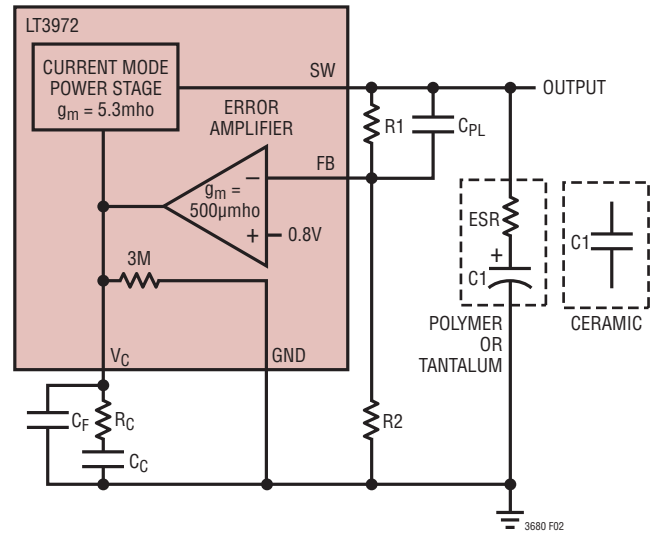 LT3972
CURRENT MODE
POWER STAGE
gm = 5.3mho
SW
OUTPUT
ERROR
AMPLIFIER
R1
CPL
FB
−
gm =
500µmho
+
0.8V
ESR
+
C1
C1
3M
POLYMER
OR
TANTALUM
CERAMIC
VC
GND
CF
RC
R2
CC
3680 F02